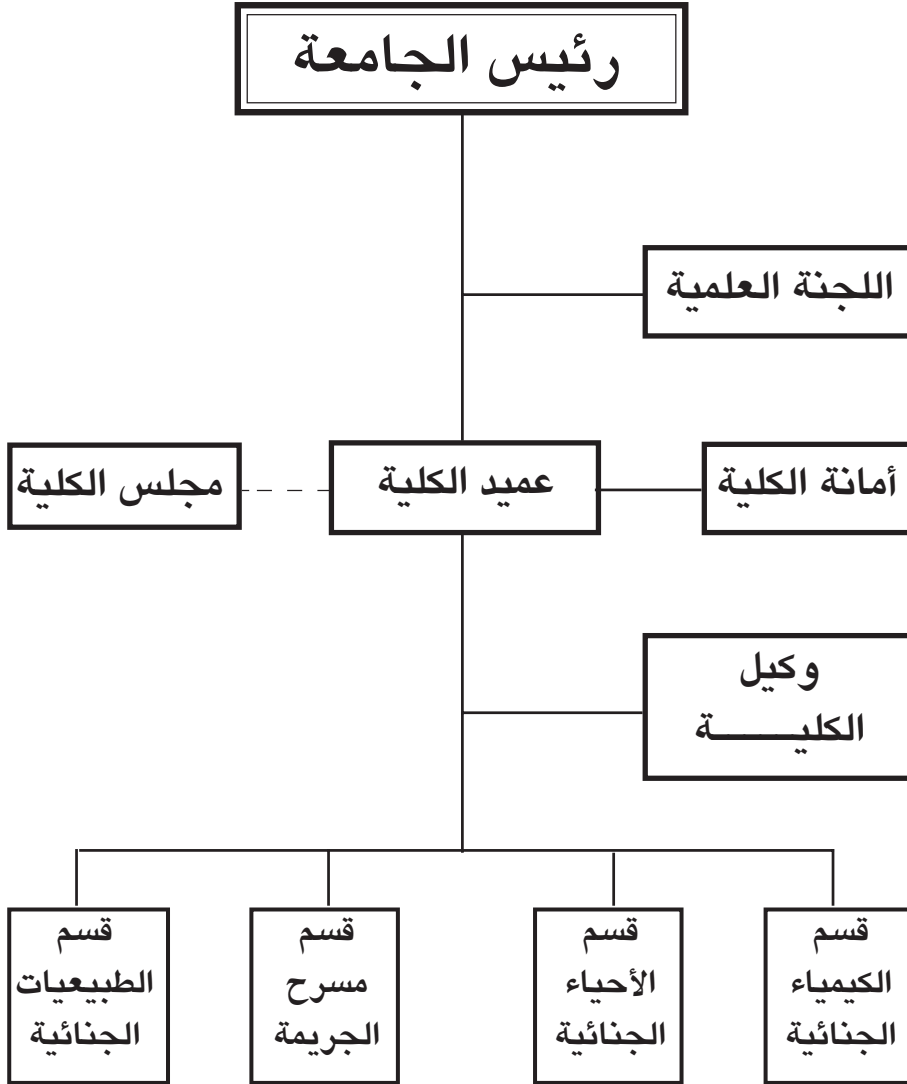 رئيس الجامعة
اللجنة العلمية
أمانة الكلية
عميد الكلية
مجلس الكلية
وكيل
الكليـــــــة
قسم
الكيمياء
الجنائية
قسم
الأحياء
الجنائية
قسم
مسرح
الجريمة
قسم
الطبيعيات
الجنائية